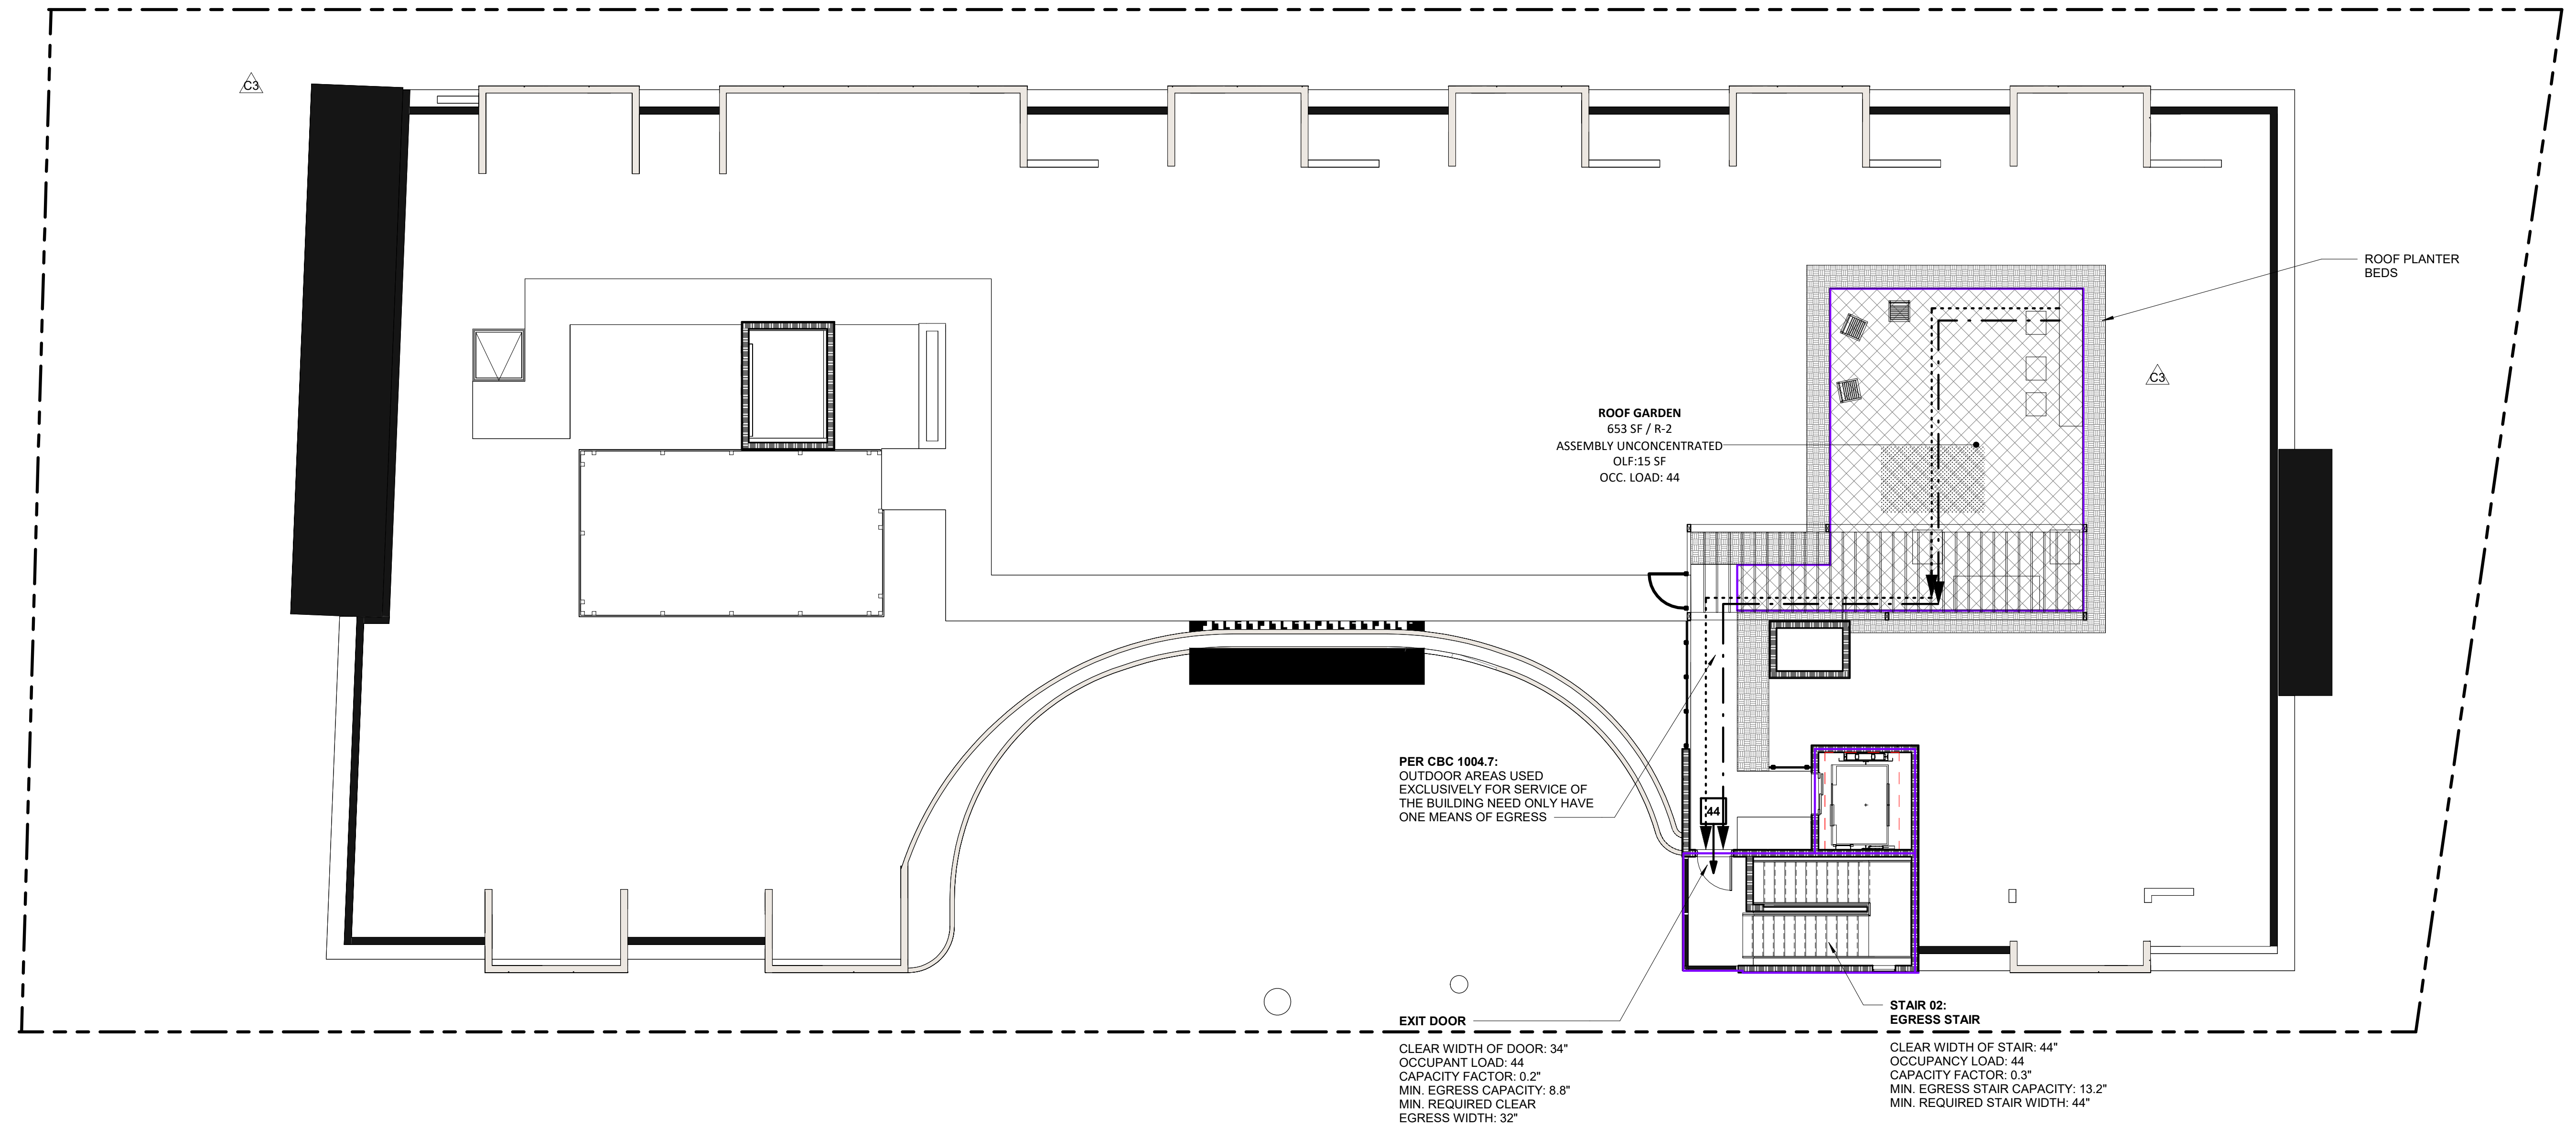 C3
ROOF PLANTER
BEDS
C3
ROOF GARDEN
653 SF / R-2
ASSEMBLY UNCONCENTRATED
OLF:15 SF
OCC. LOAD: 44
PER CBC 1004.7:
OUTDOOR AREAS USED
EXCLUSIVELY FOR SERVICE OF
THE BUILDING NEED ONLY HAVE
ONE MEANS OF EGRESS
44
EXIT DOOR
CLEAR WIDTH OF DOOR: 34"
OCCUPANT LOAD: 44
CAPACITY FACTOR: 0.2"
MIN. EGRESS CAPACITY: 8.8"
MIN. REQUIRED CLEAR
EGRESS WIDTH: 32"
STAIR 02:
EGRESS STAIR
CLEAR WIDTH OF STAIR: 44"
OCCUPANCY LOAD: 44
CAPACITY FACTOR: 0.3"
MIN. EGRESS STAIR CAPACITY: 13.2"
MIN. REQUIRED STAIR WIDTH: 44"